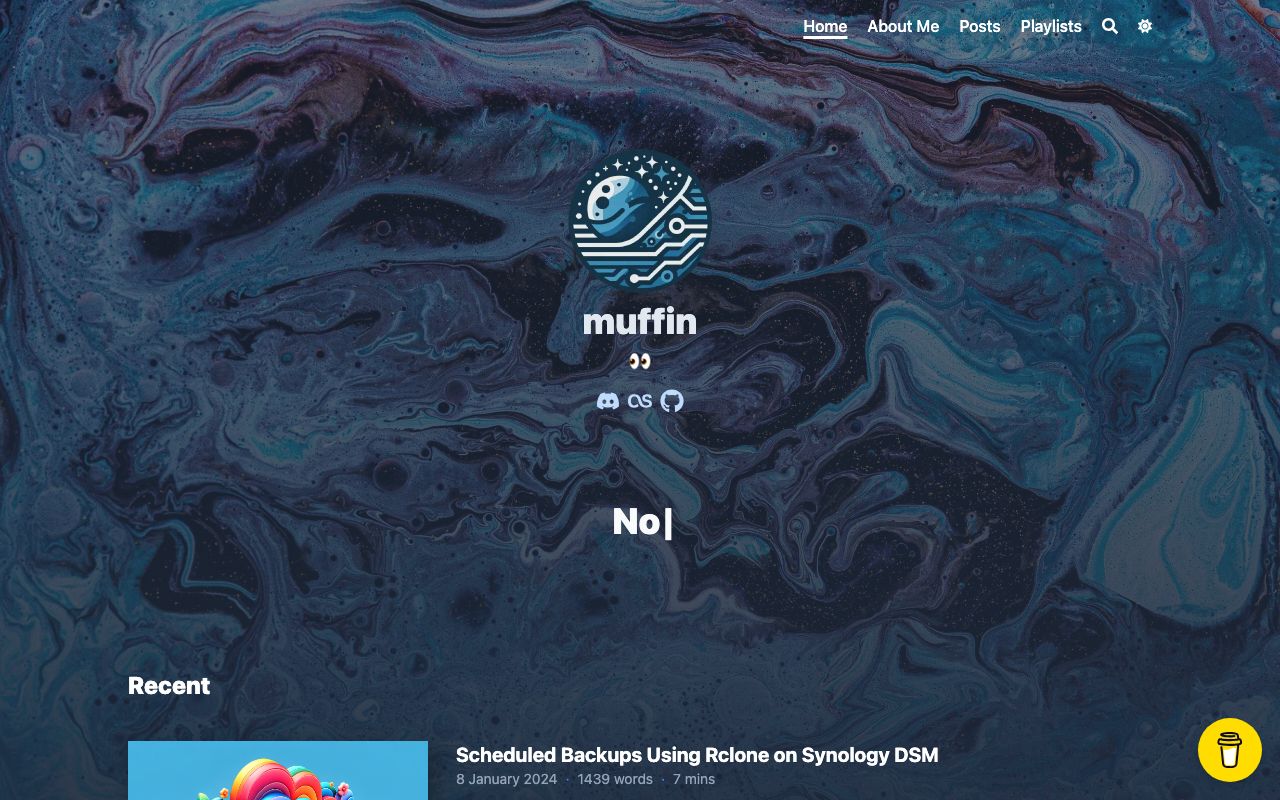 Home About Me Posts Playlists
muffin
No|
Recent
Scheduled Backups Using Rclone on Synology DSM
8 January 2024 · 1439 words · 7 mins